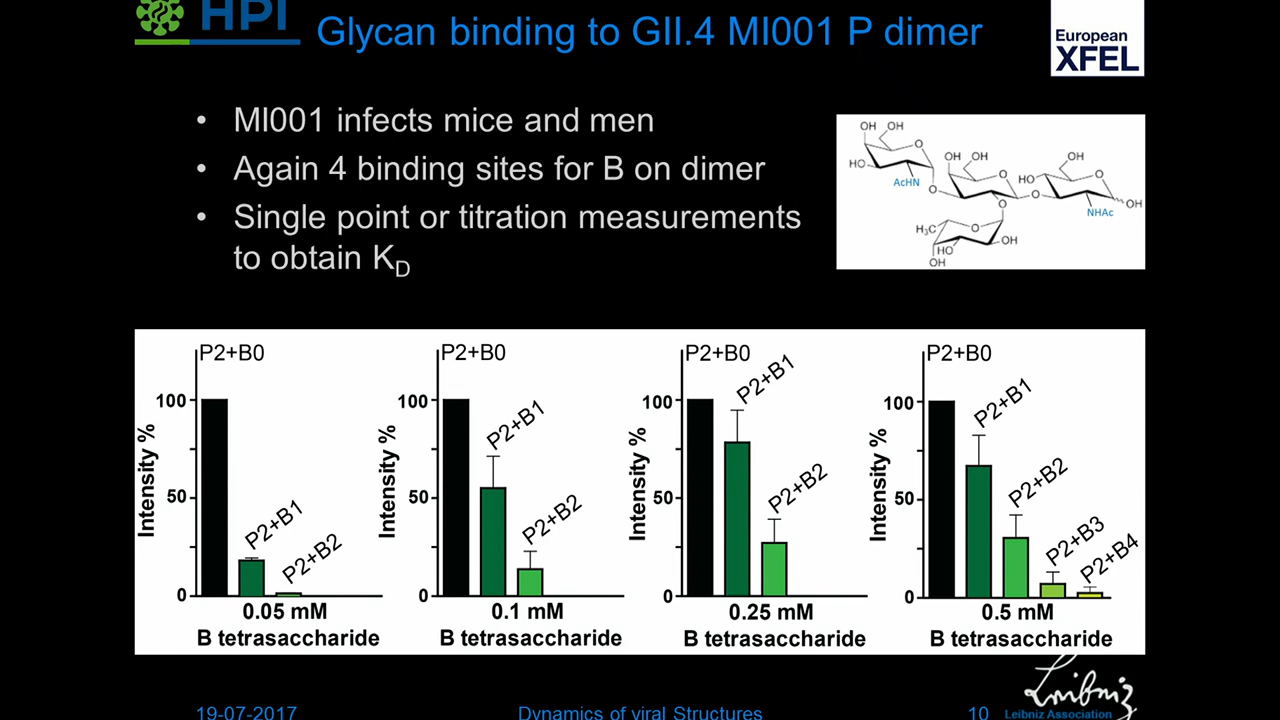 HPI
Glycan binding to GII.4 MI001 P dimer
European
XFEL
• MI001 infects mice and men
• Again 4 binding sites for B on dimer
• Single point or titration measurements
to obtain KD
OH OH
HO
AcHN
OH OH
OH
HO
OH
NHAc
H₃C
HO
OH
OH
O
O
O
O
O
O
O
P2+B0
Intensity %
100
50
0
P2+B1
P2+B2
0.05 mM
B tetrasaccharide
P2+B0
Intensity %
100
50
0
P2+B1
P2+B2
0.1 mM
B tetrasaccharide
P2+B0
Intensity %
100
50
0
P2+B1
P2+B2
0.25 mM
B tetrasaccharide
P2+B0
Intensity %
100
50
0
P2+B1
P2+B2
P2+B3
P2+B4
0.5 mM
B tetrasaccharide
Leibniz
Leibniz Association
19-07-2017
Dynamics of viral Structures
10